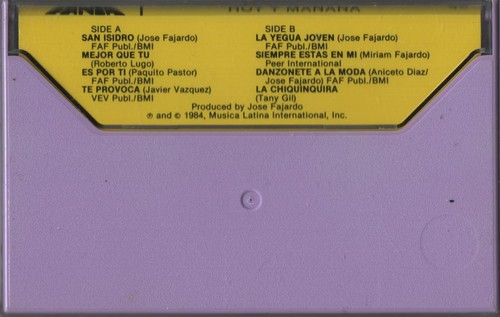 HOY Y MAÑANA
SIDE A
SAN ISIDRO (Jose Fajardo)
FAF Publ./BMI
MEJOR QUE TU
(Roberto Lugo)
ES POR TI (Paquito Pastor)
FAF Publ./BMI
TE PROVOCA (Javier Vazquez)
VEV Publ./BMI
SIDE B
LA YEGUA JOVEN (Jose Fajardo)
FAF Publ./BMI
SIEMPRE ESTAS EN MI (Miriam Fajardo)
Peer International
DANZONETE A LA MODA (Aniceto Diaz/
Jose Fajardo) FAF Publ./BMI
LA CHIQUINQUIRA
(Tany Gil)
Produced by Jose Fajardo
℗ and © 1984, Musica Latina International, Inc.